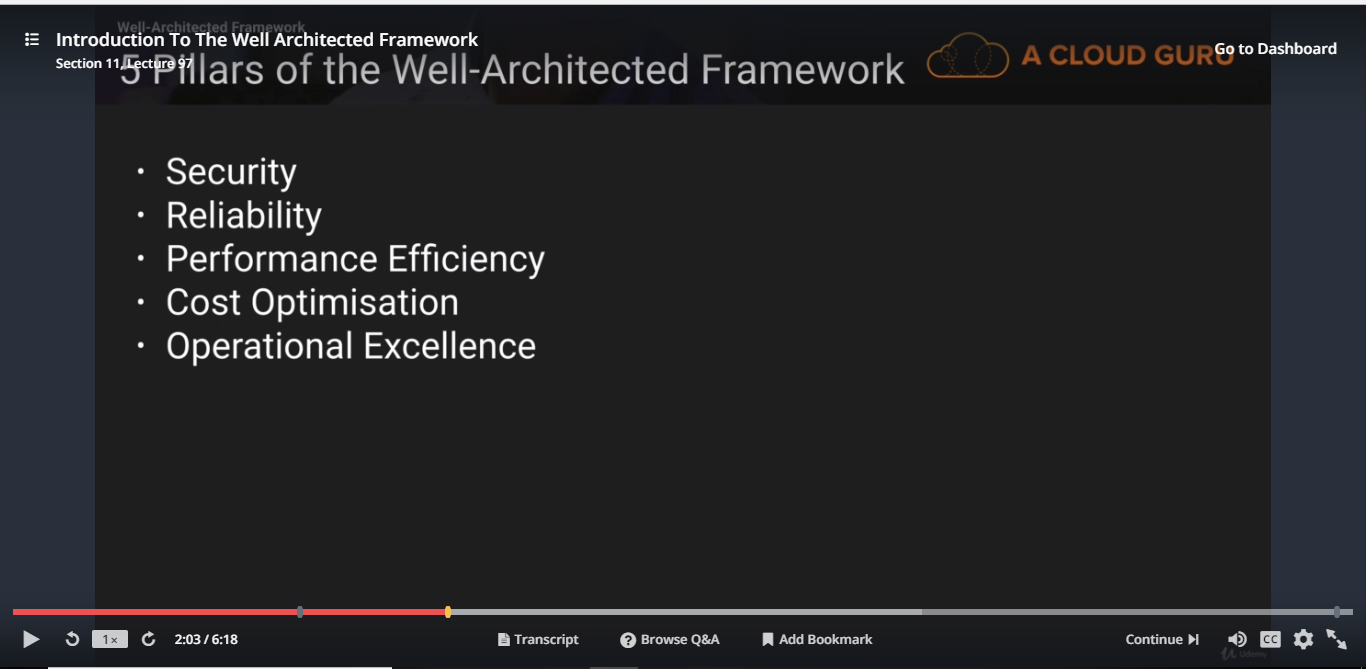 Well-Architected Framework
Introduction To The Well Architected Framework
Go to Dashboard
Section 11, Lecture 97
5 Pillars of the Well-Architected Framework
A CLOUD GURU
• Security
• Reliability
• Performance Efficiency
• Cost Optimisation
• Operational Excellence
1×
2:03 / 6:18
Transcript
? Browse Q&A
Add Bookmark
Continue
CC
Udemy